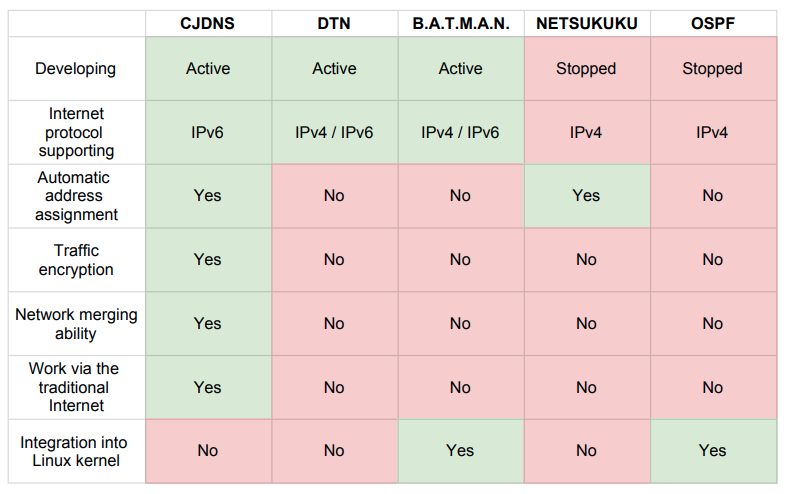 CJDNS DTN B.A.T.M.A.N. NETSUKUKU OSPF
Developing Active Active Active Stopped Stopped
Internet
protocol
supporting
IPv6 IPv4 / IPv6 IPv4 / IPv6 IPv4 IPv4
Automatic
address
assignment
Yes No No Yes No
Traffic
encryption
Yes No No No No
Network merging
ability
Yes No No No No
Work via the
traditional
Internet
Yes No No No No
Integration into
Linux kernel
No No Yes No Yes